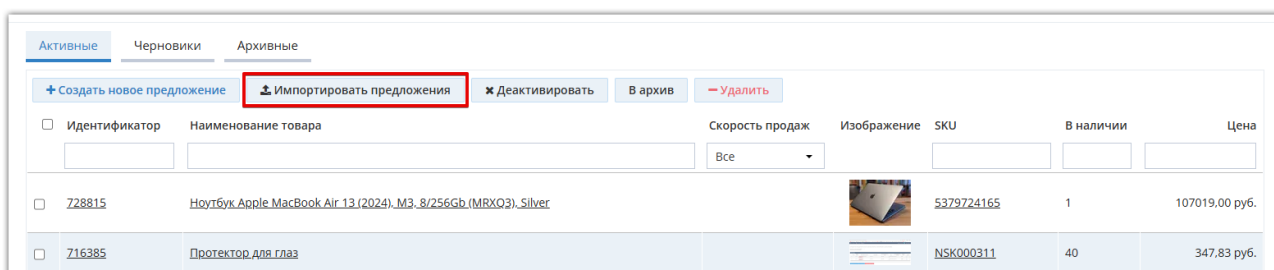 Активные Черновики Архивные
Создать новое предложение Импортировать предложения Деактивировать В архив Удалить
Идентификатор Наименование товара Скорость продаж Изображение SKU В наличии Цена
Все
728815 Ноутбук Apple MacBook Air 13 (2024), M3, 8/256Gb (MRXQ3), Silver 5379724165 1 107019,00 руб.
716385 Протектор для глаз NSK000311 40 347,83 руб.